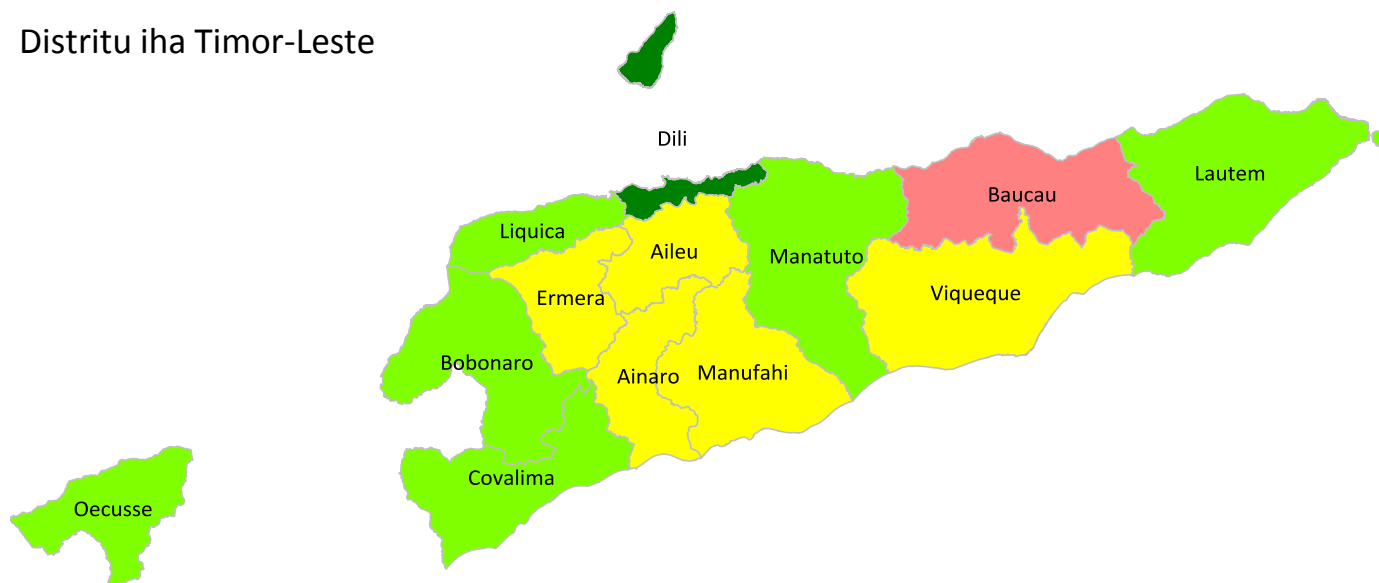 Distritu iha Timor-Leste
Dili
Lautem
Baucau
Liquica
Aileu
Manatuto
Ermera
Viqueque
Bobonaro
Ainaro
Manufahi
Covalima
Oecusse